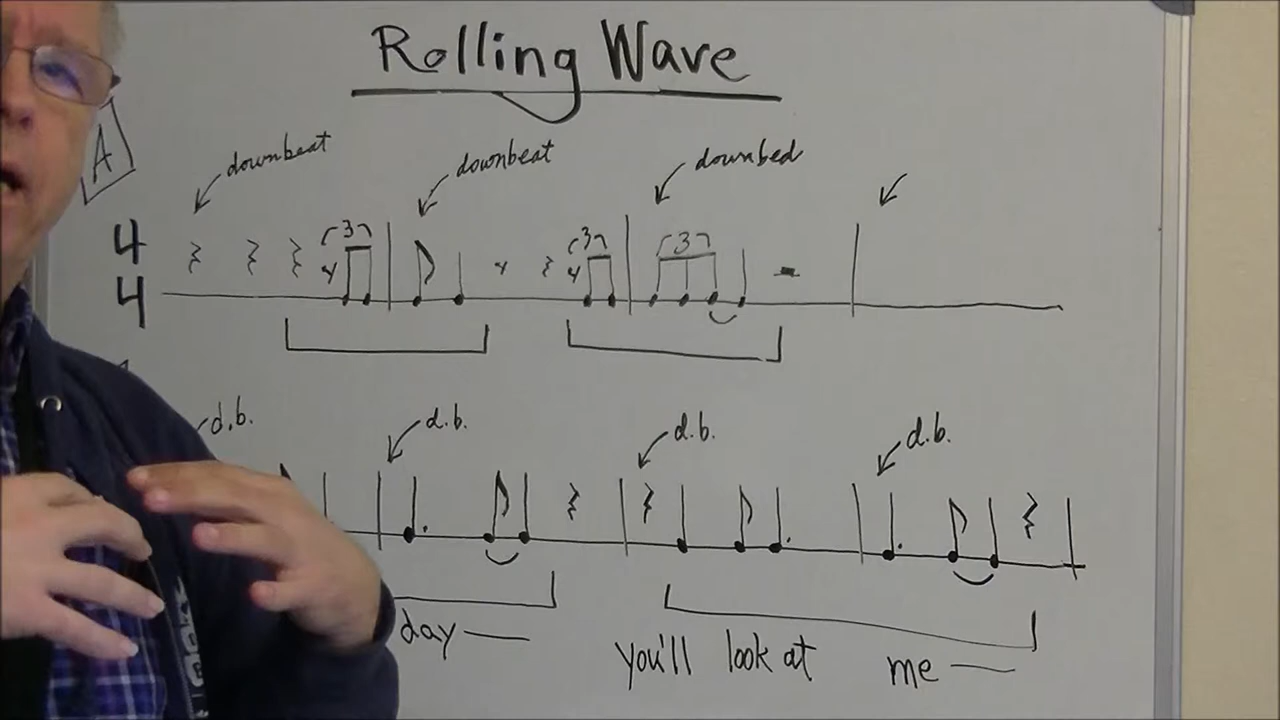 Rolling Wave
A
downbeat downbeat downbed
4 3 3 3
4
d.b. d.b. d.b. d.b.
day
you'll look at me